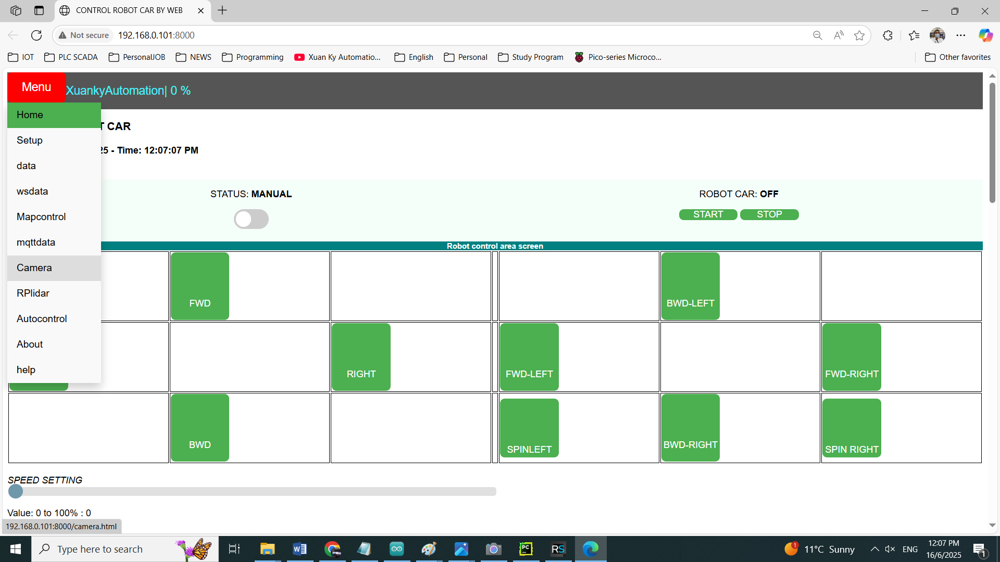 CONTROL ROBOT CAR BY WEB
Not secure 192.168.0.101:8000
IOT PLC SCADA PersonalJOB NEWS Programming Xuan Ky Automatio... English Personal Study Program Pico-series Microco... Other favorites
Menu XuankyAutomation| 0 %
Home
T CAR
Setup
25 - Time: 12:07:07 PM
data
wsdata
STATUS: MANUAL ROBOT CAR: OFF
START STOP
Mapcontrol
mqttdata
Robot control area screen
Camera
RPlidar
FWD BWD-LEFT
Autocontrol
About
help
RIGHT FWD-LEFT FWD-RIGHT
BWD SPINLEFT BWD-RIGHT SPIN RIGHT
SPEED SETTING
Value: 0 to 100% : 0
192.168.0.101:8000/camera.html
Type here to search
PC RS
1 11°C Sunny ENG 12:07 PM
16/6/2025 1